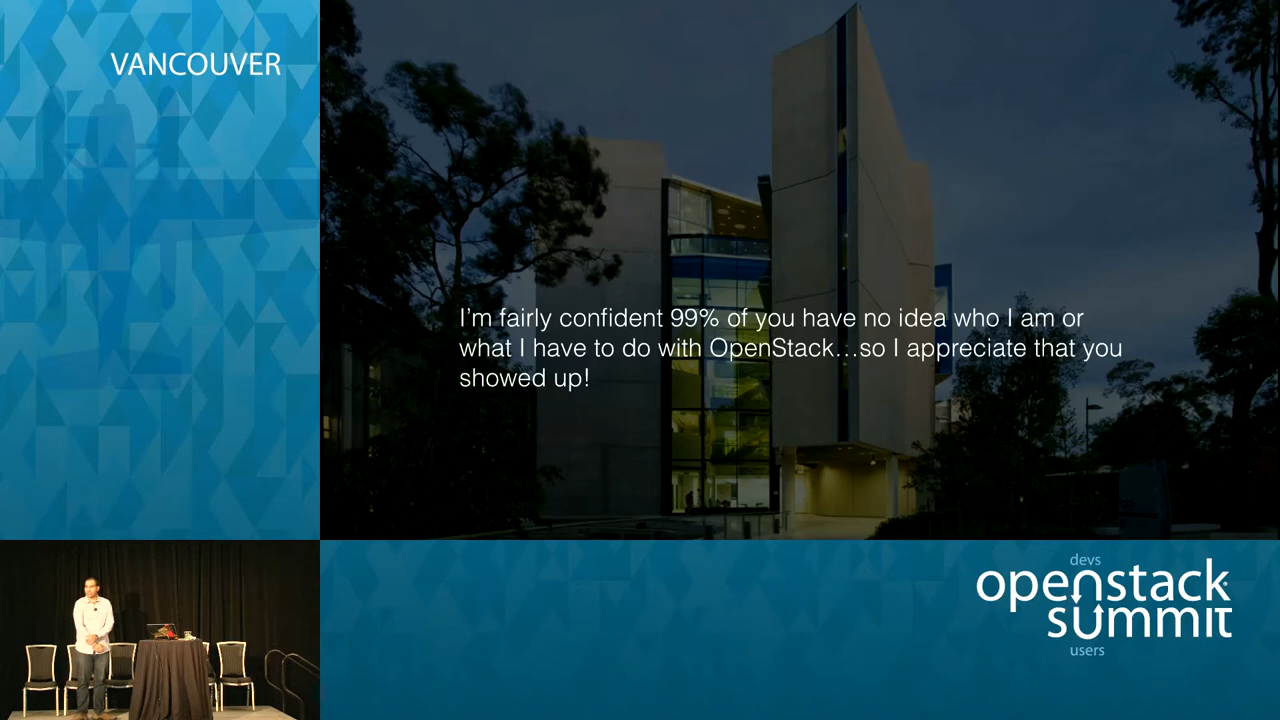 VANCOUVER
I'm fairly confident 99% of you have no idea who I am or
what I have to do with OpenStack…so I appreciate that you
showed up!
devs
openstack
summit
users